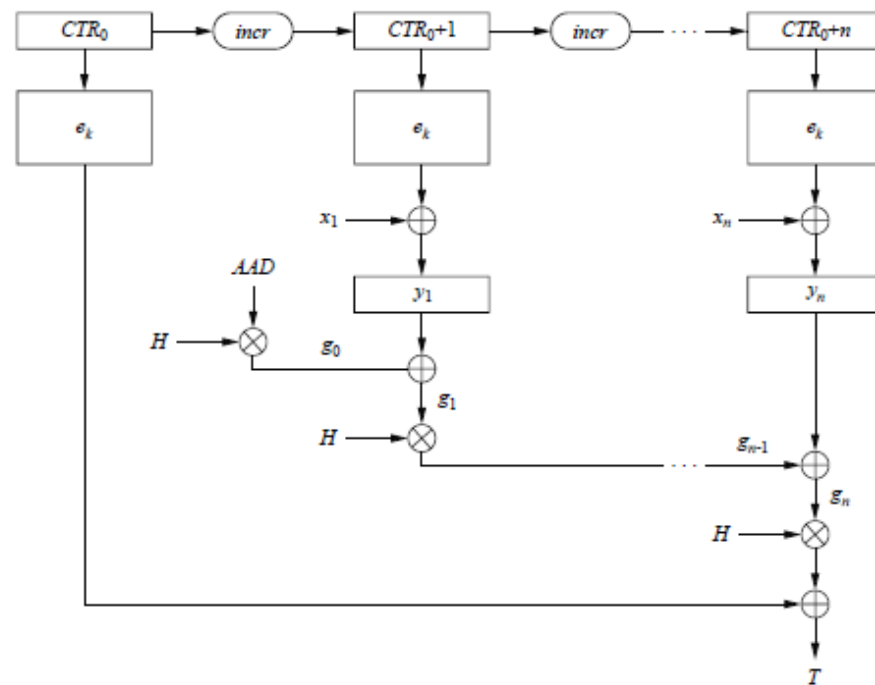 CTR₀ incr CTR₀+1 incr . . . CTR₀+n
eₖ eₖ eₖ
x₁ xₙ
AAD
y₁ yₙ
H g₀
g₁
H gₙ₋₁
. . .
gₙ
H
T